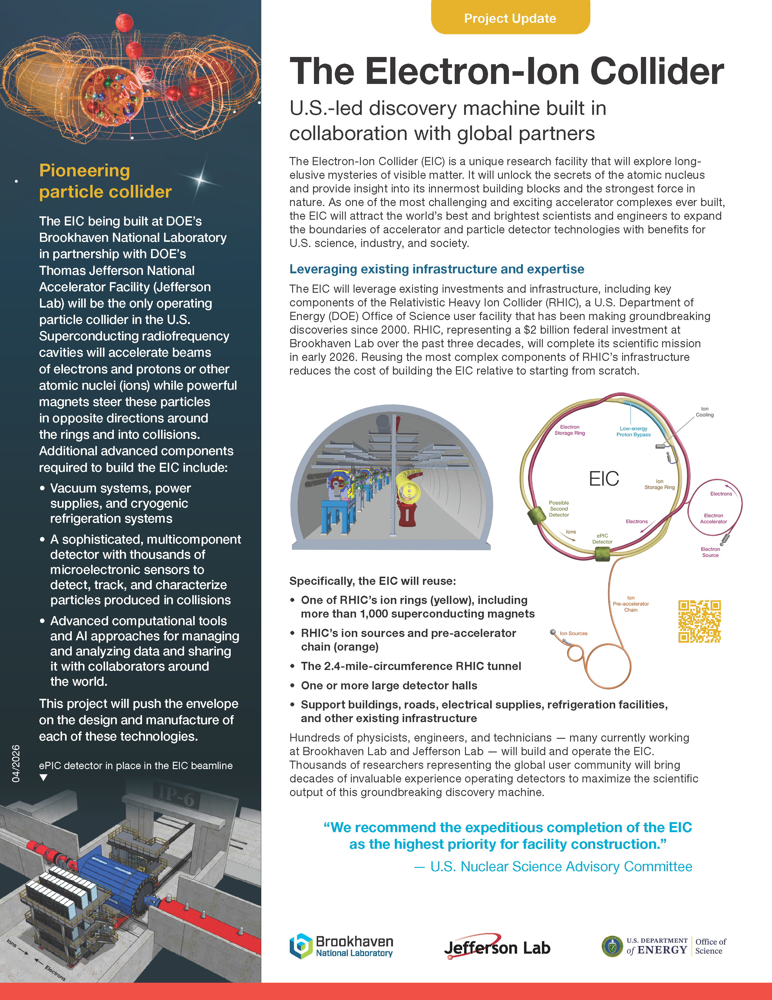 Project Update
The Electron-Ion Collider
U.S.-led discovery machine built in
collaboration with global partners
The Electron-Ion Collider (EIC) is a unique research facility that will explore long-
elusive mysteries of visible matter. It will unlock the secrets of the atomic nucleus
and provide insight into its innermost building blocks and the strongest force in
nature. As one of the most challenging and exciting accelerator complexes ever built,
the EIC will attract the world’s best and brightest scientists and engineers to expand
the boundaries of accelerator and particle detector technologies with benefits for
U.S. science, industry, and society.
Leveraging existing infrastructure and expertise
The EIC will leverage existing investments and infrastructure, including key
components of the Relativistic Heavy Ion Collider (RHIC), a U.S. Department of
Energy (DOE) Office of Science user facility that has been making groundbreaking
discoveries since 2000. RHIC, representing a $2 billion federal investment at
Brookhaven Lab over the past three decades, will complete its scientific mission
in early 2026. Reusing the most complex components of RHIC’s infrastructure
reduces the cost of building the EIC relative to starting from scratch.
Ion
Cooling
Electron
Storage Ring
Low-energy
Proton Bypass
EIC
Ion
Storage Ring
Electrons
Possible
Second
Detector
Electron
Accelerator
Electrons
Ions
ePIC
Detector
Electron
Source
Ion
Pre-accelerator
Chain
Ion Sources
Specifically, the EIC will reuse:
• One of RHIC’s ion rings (yellow), including
more than 1,000 superconducting magnets
• RHIC’s ion sources and pre-accelerator
chain (orange)
• The 2.4-mile-circumference RHIC tunnel
• One or more large detector halls
• Support buildings, roads, electrical supplies, refrigeration facilities,
and other existing infrastructure
Hundreds of physicists, engineers, and technicians — many currently working
at Brookhaven Lab and Jefferson Lab — will build and operate the EIC.
Thousands of researchers representing the global user community will bring
decades of invaluable experience operating detectors to maximize the scientific
output of this groundbreaking discovery machine.
“We recommend the expeditious completion of the EIC
as the highest priority for facility construction.”
— U.S. Nuclear Science Advisory Committee
Pioneering
particle collider
The EIC being built at DOE’s
Brookhaven National Laboratory
in partnership with DOE’s
Thomas Jefferson National
Accelerator Facility (Jefferson
Lab) will be the only operating
particle collider in the U.S.
Superconducting radiofrequency
cavities will accelerate beams
of electrons and protons or other
atomic nuclei (ions) while powerful
magnets steer these particles
in opposite directions around
the rings and into collisions.
Additional advanced components
required to build the EIC include:
• Vacuum systems, power
supplies, and cryogenic
refrigeration systems
• A sophisticated, multicomponent
detector with thousands of
microelectronic sensors to
detect, track, and characterize
particles produced in collisions
• Advanced computational tools
and AI approaches for managing
and analyzing data and sharing
it with collaborators around
the world.
This project will push the envelope
on the design and manufacture of
each of these technologies.
04/2026
ePIC detector in place in the EIC beamline
IP-6
Ions
Electrons
Brookhaven
National Laboratory
Jefferson Lab
U.S. DEPARTMENT
of ENERGY
Office of
Science